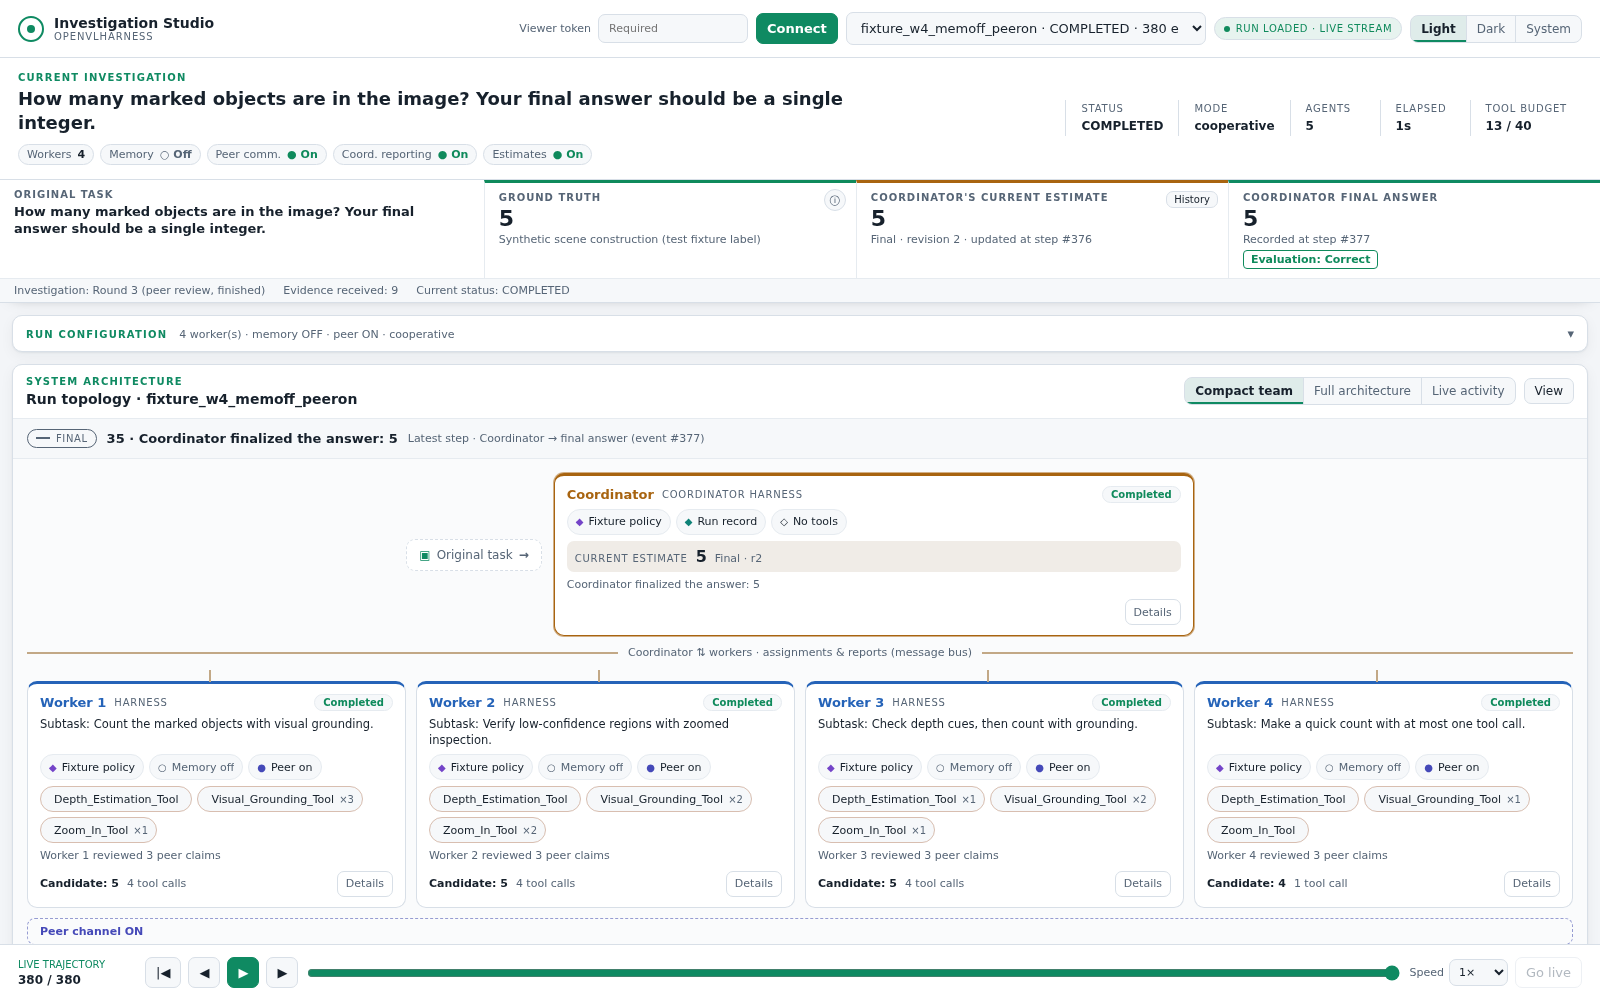 Investigation Studio
OPENVLHARNESS
Viewer token
Required
Connect
fixture_w4_memoff_peeron · COMPLETED · 380 e
RUN LOADED · LIVE STREAM
Light
Dark
System
CURRENT INVESTIGATION
How many marked objects are in the image? Your final answer should be a single
integer.
Workers 4
Memory ○ Off
Peer comm. ● On
Coord. reporting ● On
Estimates ● On
STATUS
COMPLETED
MODE
cooperative
AGENTS
5
ELAPSED
1s
TOOL BUDGET
13 / 40
ORIGINAL TASK
How many marked objects are in the image? Your final
answer should be a single integer.
GROUND TRUTH
ⓘ
5
Synthetic scene construction (test fixture label)
COORDINATOR'S CURRENT ESTIMATE
History
5
Final · revision 2 · updated at step #376
COORDINATOR FINAL ANSWER
5
Recorded at step #377
Evaluation: Correct
Investigation: Round 3 (peer review, finished)
Evidence received: 9
Current status: COMPLETED
RUN CONFIGURATION
4 worker(s) · memory OFF · peer ON · cooperative
▾
SYSTEM ARCHITECTURE
Run topology · fixture_w4_memoff_peeron
Compact team
Full architecture
Live activity
View
FINAL
35 · Coordinator finalized the answer: 5
Latest step · Coordinator → final answer (event #377)
▣ Original task →
Coordinator COORDINATOR HARNESS
Completed
◆ Fixture policy
◆ Run record
◇ No tools
CURRENT ESTIMATE 5 Final · r2
Coordinator finalized the answer: 5
Details
Coordinator ⇅ workers · assignments & reports (message bus)
Worker 1 HARNESS
Completed
Subtask: Count the marked objects with visual grounding.
◆ Fixture policy
○ Memory off
● Peer on
Depth_Estimation_Tool
Visual_Grounding_Tool ×3
Zoom_In_Tool ×1
Worker 1 reviewed 3 peer claims
Candidate: 5 4 tool calls
Details
Worker 2 HARNESS
Completed
Subtask: Verify low-confidence regions with zoomed
inspection.
◆ Fixture policy
○ Memory off
● Peer on
Depth_Estimation_Tool
Visual_Grounding_Tool ×2
Zoom_In_Tool ×2
Worker 2 reviewed 3 peer claims
Candidate: 5 4 tool calls
Details
Worker 3 HARNESS
Completed
Subtask: Check depth cues, then count with grounding.
◆ Fixture policy
○ Memory off
● Peer on
Depth_Estimation_Tool ×1
Visual_Grounding_Tool ×2
Zoom_In_Tool ×1
Worker 3 reviewed 3 peer claims
Candidate: 5 4 tool calls
Details
Worker 4 HARNESS
Completed
Subtask: Make a quick count with at most one tool call.
◆ Fixture policy
○ Memory off
● Peer on
Depth_Estimation_Tool
Visual_Grounding_Tool ×1
Zoom_In_Tool
Worker 4 reviewed 3 peer claims
Candidate: 4 1 tool call
Details
Peer channel ON
LIVE TRAJECTORY
380 / 380
Speed
1×
Go live